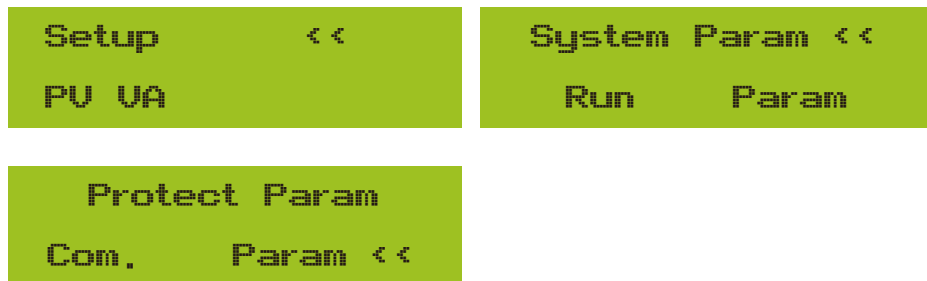 Setup <<
PV VA
System Param <<
Run Param
Protect Param
Com. Param <<